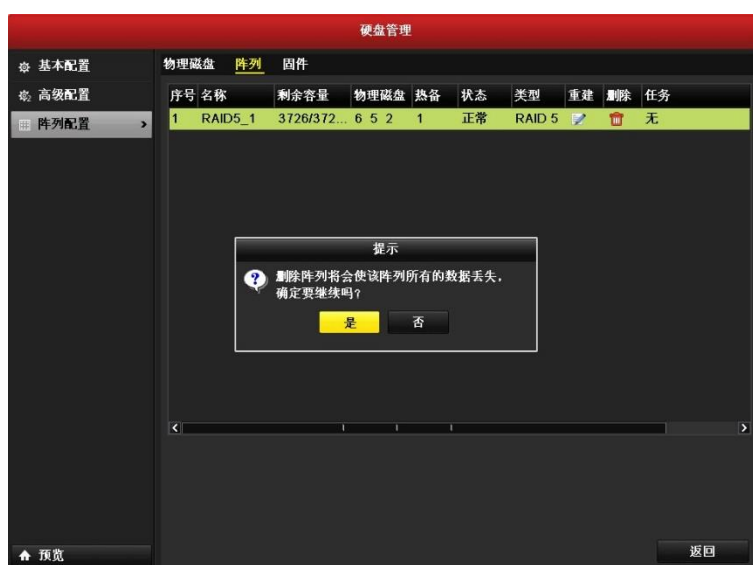 硬盘管理
基本配置
高级配置
阵列配置
物理磁盘 阵列 固件
序号 名称 剩余容量 物理磁盘 热备 状态 类型 重建 删除 任务
1 RAID5_1 3726/372... 6 5 2 1 正常 RAID 5 无
提示
删除阵列将会使该阵列所有的数据丢失,
确定要继续吗?
是 否
预览
返回